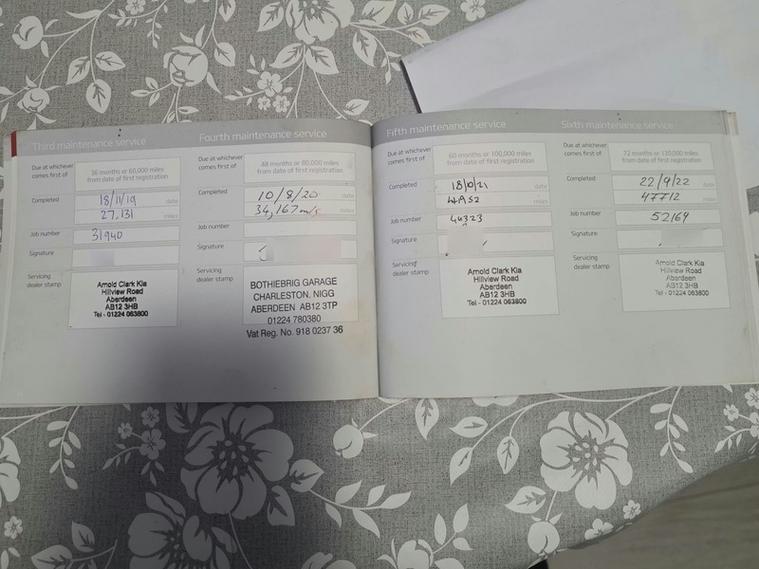 Third maintenance service
Due at whichever comes first of
36 months or 60,000 miles
from date of first registration
Completed
18/11/19 date
27,131 miles
Job number
31940
Signature
Servicing
dealer stamp
Arnold Clark Kia
Hillview Road
Aberdeen
AB12 3HB
Tel - 01224 063800
Fourth maintenance service
Due at whichever comes first of
48 months or 80,000 miles
from date of first registration
Completed
10/8/20 date
34,167 miles
Job number
Signature
Servicing
dealer stamp
BOTHIEBRIG GARAGE
CHARLESTON, NIGG
ABERDEEN AB12 3TP
01224 780380
Vat Reg. No. 918 0237 36
Fifth maintenance service
Due at whichever comes first of
60 months or 100,000 miles
from date of first registration
Completed
18/10/21 date
miles
Job number
Signature
Servicing
dealer stamp
Arnold Clark Kia
Hillview Road
Aberdeen
AB12 3HB
Tel - 01224 063800
Sixth maintenance service
Due at whichever comes first of
72 months or 120,000 miles
from date of first registration
Completed
22/9/22 date
47712 miles
Job number
52169
Signature
Servicing
dealer stamp
Arnold Clark Kia
Hillview Road
Aberdeen
AB12 3HB
Tel - 01224 063800